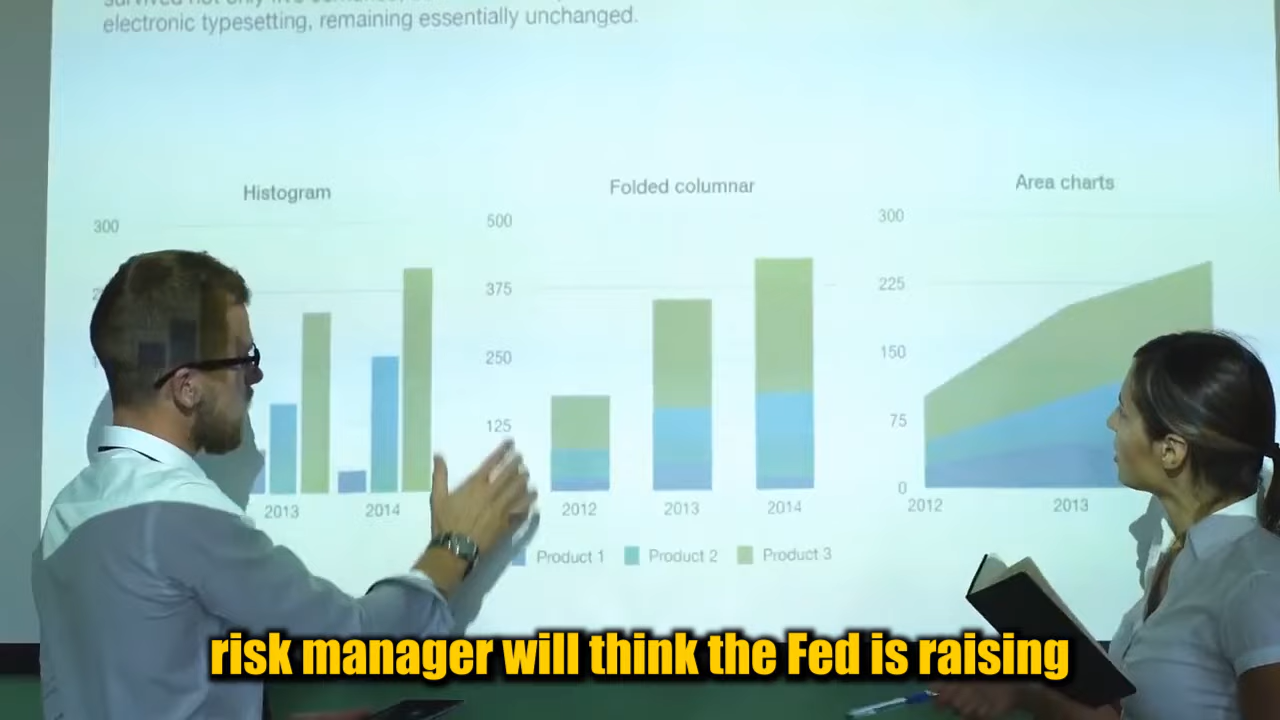 electronic typesetting, remaining essentially unchanged.
Histogram
300
2013
2014
Folded columnar
500
375
250
125
2012
2013
2014
Product 1
Product 2
Product 3
Area charts
300
225
150
75
0
2012
2013
risk manager will think the Fed is raising